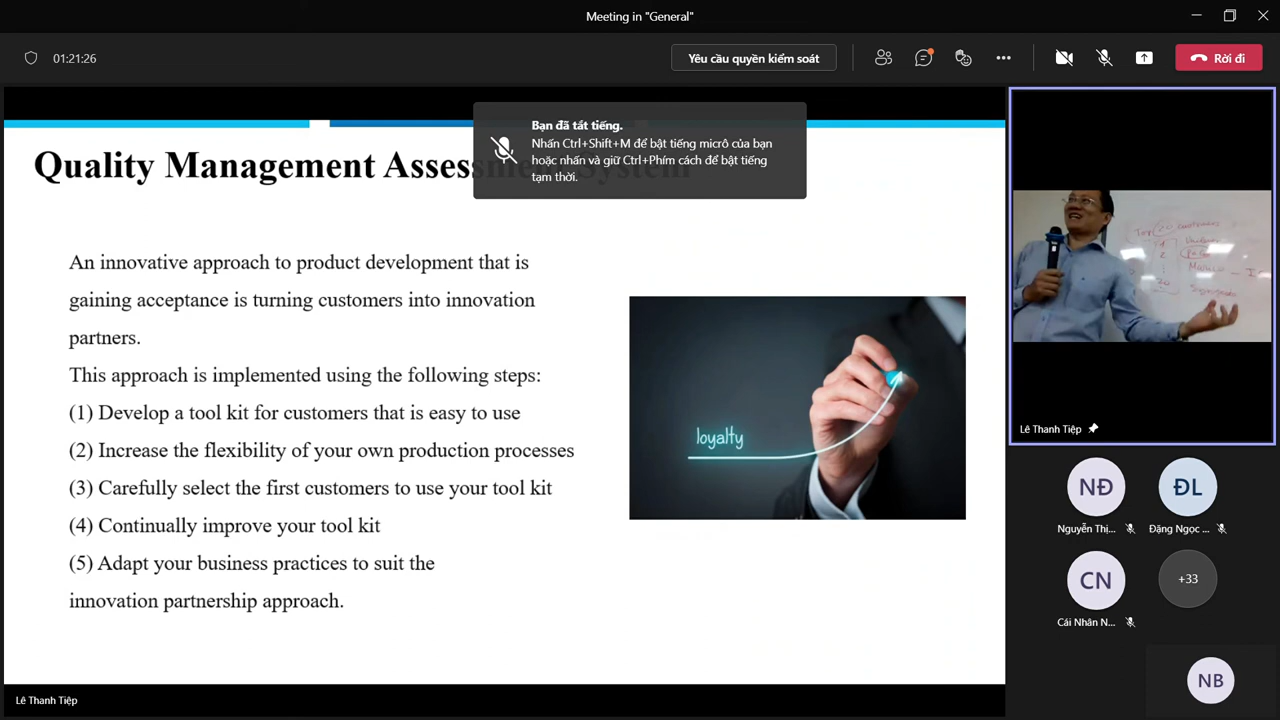 Meeting in "General"
01:21:26
Yêu cầu quyền kiểm soát
Rời đi
Bạn đã tắt tiếng.
Nhấn Ctrl+Shift+M để bật tiếng micrô của bạn
hoặc nhấn và giữ Ctrl+Phím cách để bật tiếng
tạm thời.
Quality Management Assessment System
An innovative approach to product development that is
gaining acceptance is turning customers into innovation
partners.
This approach is implemented using the following steps:
(1) Develop a tool kit for customers that is easy to use
(2) Increase the flexibility of your own production processes
(3) Carefully select the first customers to use your tool kit
(4) Continually improve your tool kit
(5) Adapt your business practices to suit the
innovation partnership approach.
loyalty
Lê Thanh Tiệp
customers
Lê Thanh Tiệp
NĐ
ĐL
Nguyễn Thị...
Đặng Ngọc ...
CN
+33
Cái Nhân N...
NB